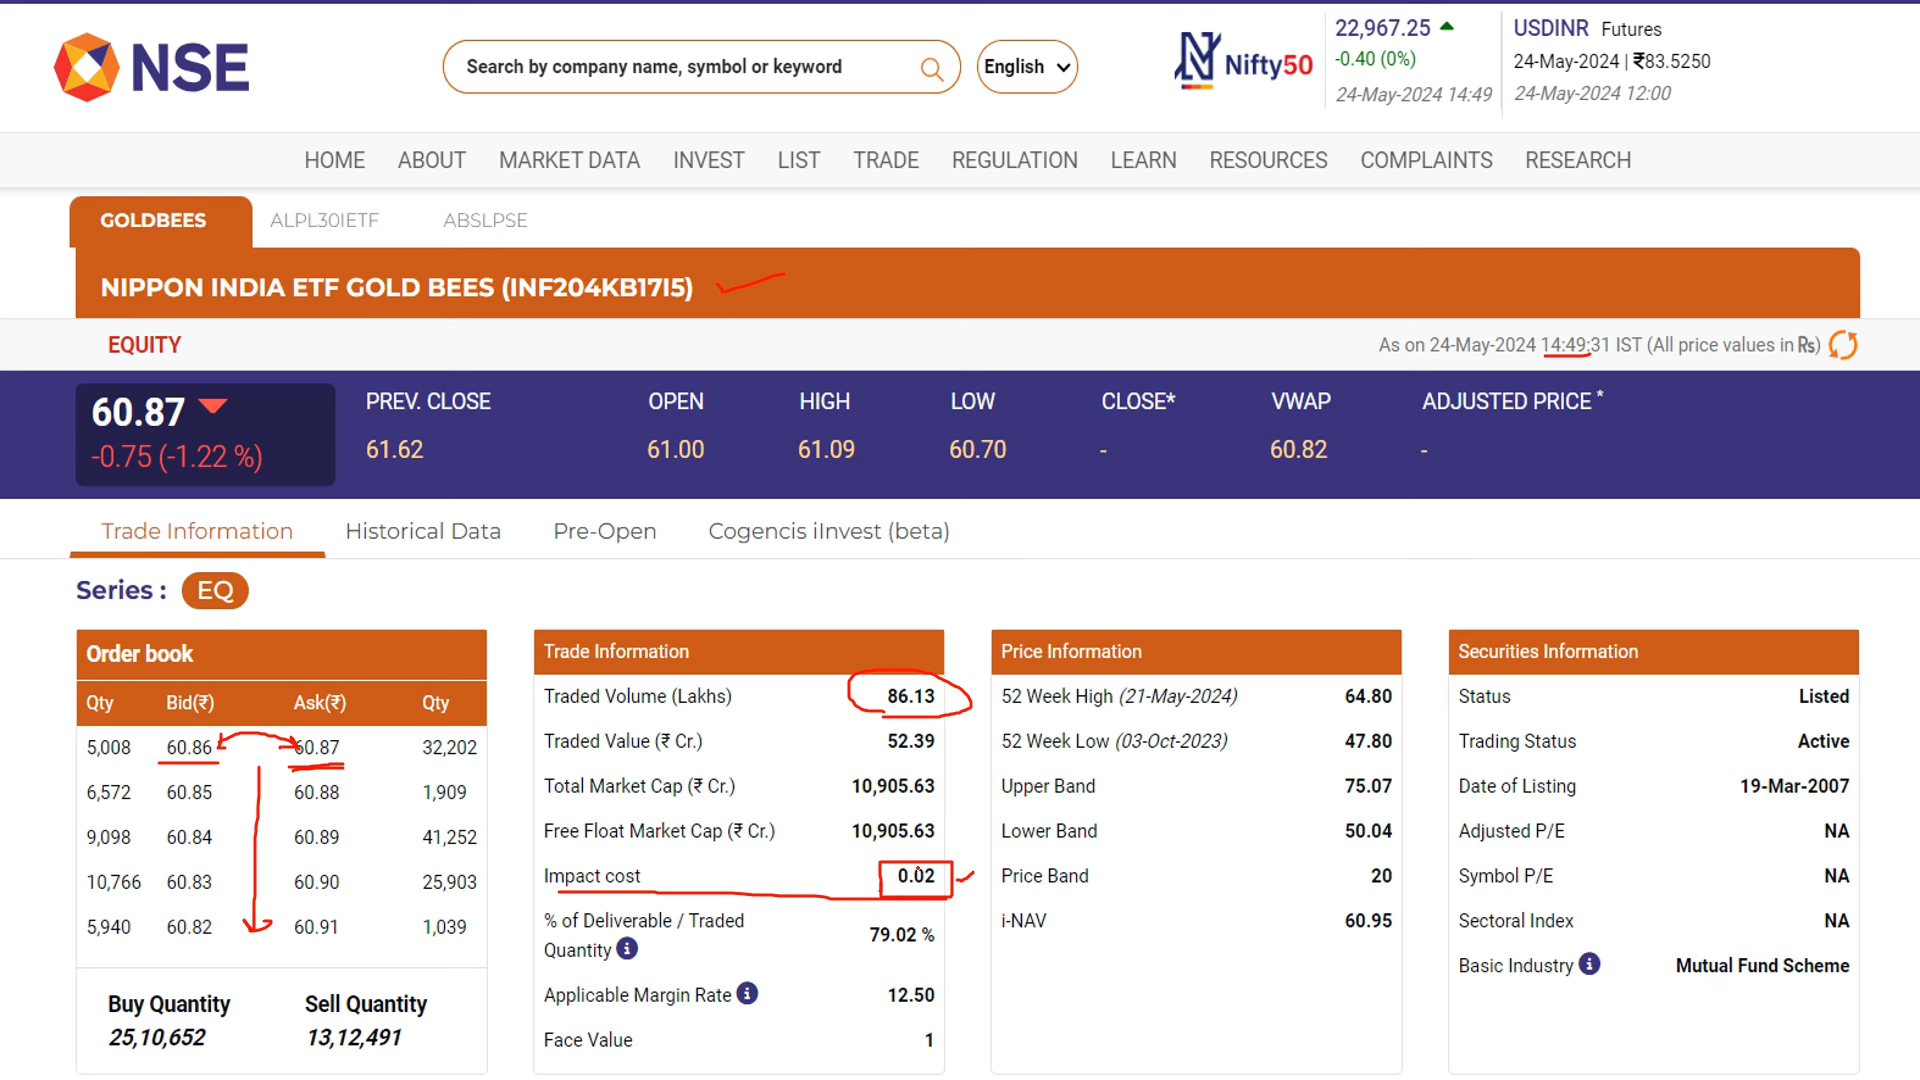 NSE
Search by company name, symbol or keyword
English
Nifty50
22,967.25
-0.40 (0%)
24-May-2024 14:49
USDINR Futures
24-May-2024 | ₹83.5250
24-May-2024 12:00
HOME ABOUT MARKET DATA INVEST LIST TRADE REGULATION LEARN RESOURCES COMPLAINTS RESEARCH
GOLDBEES ALPL30IETF ABSLPSE
NIPPON INDIA ETF GOLD BEES (INF204KB17I5)
EQUITY
As on 24-May-2024 14:49:31 IST (All price values in ₨)
60.87
-0.75 (-1.22 %)
PREV. CLOSE OPEN HIGH LOW CLOSE* VWAP ADJUSTED PRICE *
61.62 61.00 61.09 60.70 - 60.82 -
Trade Information Historical Data Pre-Open Cogencis iInvest (beta)
Series : EQ
Order book
Qty Bid(₹) Ask(₹) Qty
5,008 60.86 60.87 32,202
6,572 60.85 60.88 1,909
9,098 60.84 60.89 41,252
10,766 60.83 60.90 25,903
5,940 60.82 60.91 1,039
Buy Quantity Sell Quantity
25,10,652 13,12,491
Trade Information
Traded Volume (Lakhs) 86.13
Traded Value (₹ Cr.) 52.39
Total Market Cap (₹ Cr.) 10,905.63
Free Float Market Cap (₹ Cr.) 10,905.63
Impact cost 0.02
% of Deliverable / Traded
Quantity 79.02 %
Applicable Margin Rate 12.50
Face Value 1
Price Information
52 Week High (21-May-2024) 64.80
52 Week Low (03-Oct-2023) 47.80
Upper Band 75.07
Lower Band 50.04
Price Band 20
i-NAV 60.95
Securities Information
Status Listed
Trading Status Active
Date of Listing 19-Mar-2007
Adjusted P/E NA
Symbol P/E NA
Sectoral Index NA
Basic Industry Mutual Fund Scheme